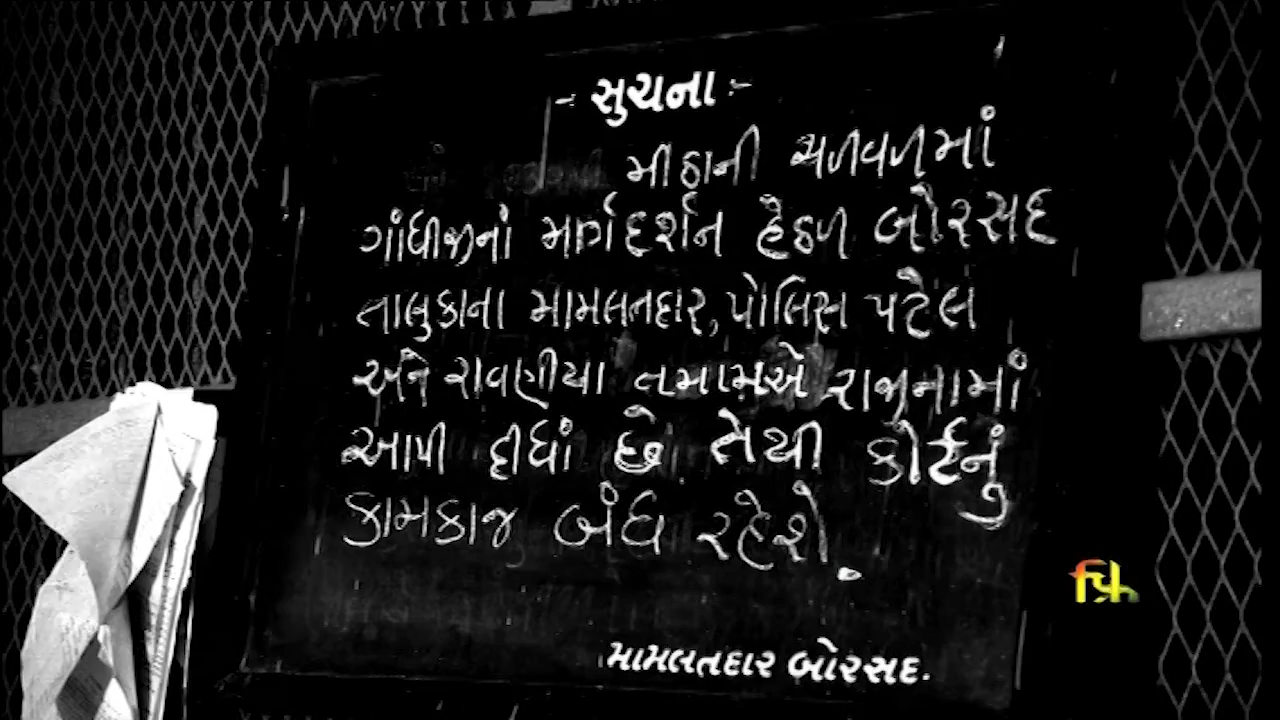 - સુચના :-
મીઠાની ચળવળમાં
ગાંધીજીનાં માર્ગદર્શન હેઠળ બોરસદ
તાલુકાના મામલતદાર, પોલિસ પટેલ
અને રાવણીયા તમામએ રાજીનામાં
આપી દીધાં છે તેથી કોર્ટનું
કામકાજ બંધ રહેશે.
મામલતદાર બોરસદ.